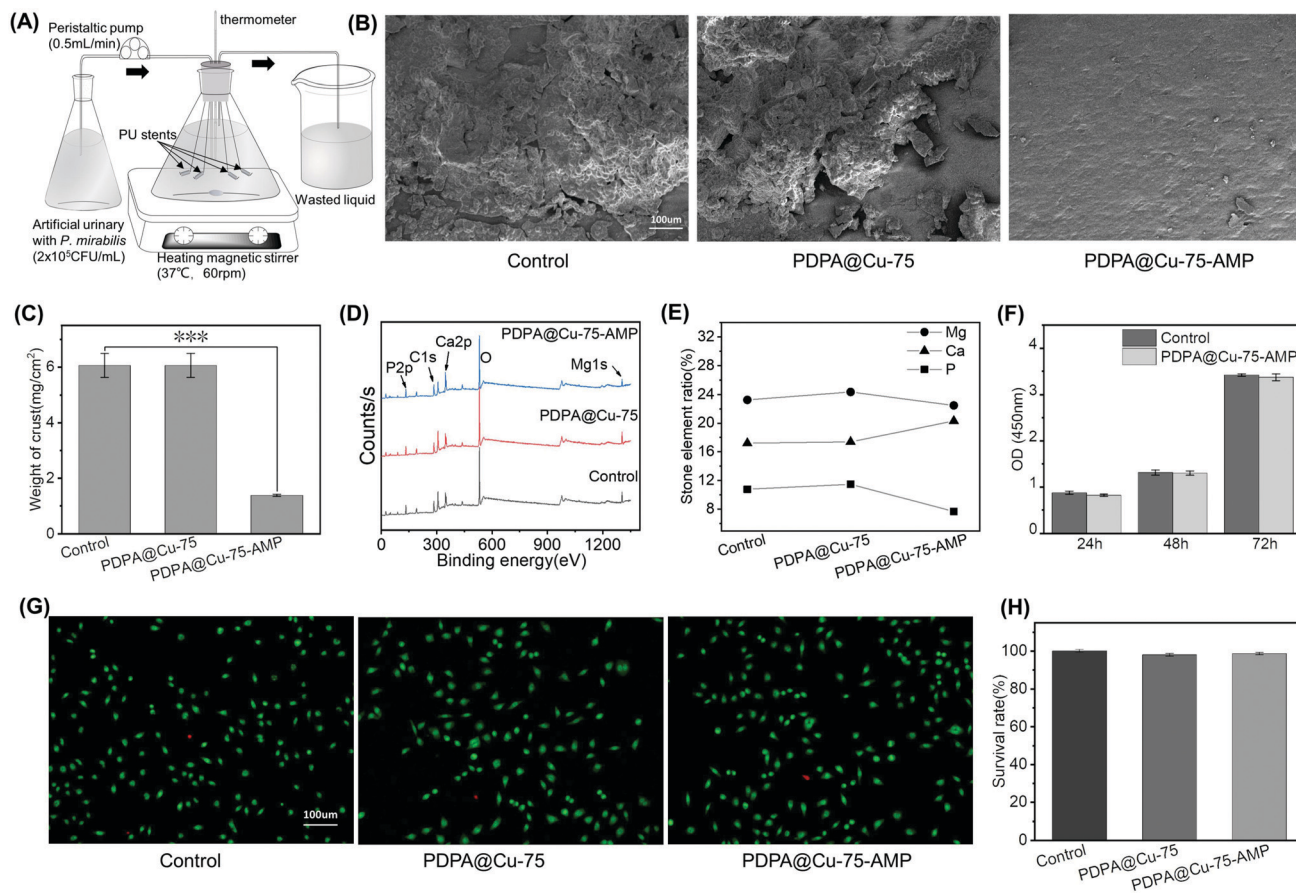 (A)
thermometer
Peristaltic pump
(0.5mL/min)
PU stents
Wasted liquid
Artificial urinary
with P. mirabilis
(2x10⁵CFU/mL)
Heating magnetic stirrer
(37℃, 60rpm)
(B)
100um
Control
PDPA@Cu-75
PDPA@Cu-75-AMP
(C)
Weight of crust(mg/cm²)
8
6
4
2
0
***
Control
PDPA@Cu-75
PDPA@Cu-75-AMP
(D)
Counts/s
PDPA@Cu-75-AMP
Ca2p
C1s
P2p
O
Mg1s
PDPA@Cu-75
Control
0 300 600 900 1200
Binding energy(eV)
(E)
Stone element ratio(%)
32
28
24
20
16
12
8
Mg
Ca
P
Control
PDPA@Cu-75
PDPA@Cu-75-AMP
(F)
OD (450nm)
4
3
2
1
0
Control
PDPA@Cu-75-AMP
24h 48h 72h
(G)
100um
Control
PDPA@Cu-75
PDPA@Cu-75-AMP
(H)
Survival rate(%)
120
100
80
60
40
20
0
Control
PDPA@Cu-75
PDPA@Cu-75-AMP